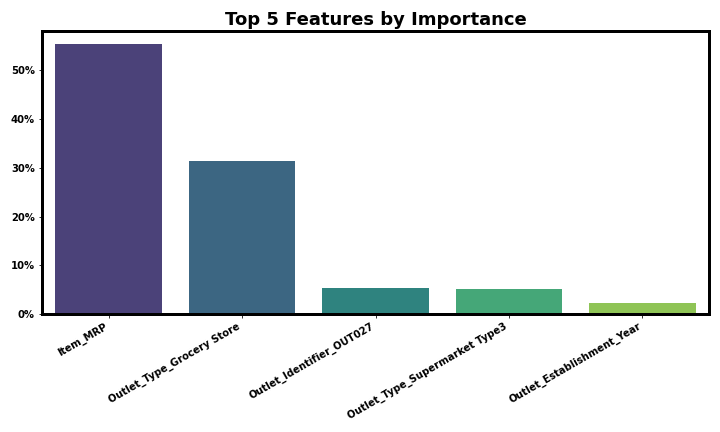 Top 5 Features by Importance
50%
40%
30%
20%
10%
0%
Item_MRP
Outlet_Type_Grocery Store
Outlet_Identifier_OUT027
Outlet_Type_Supermarket Type3
Outlet_Establishment_Year